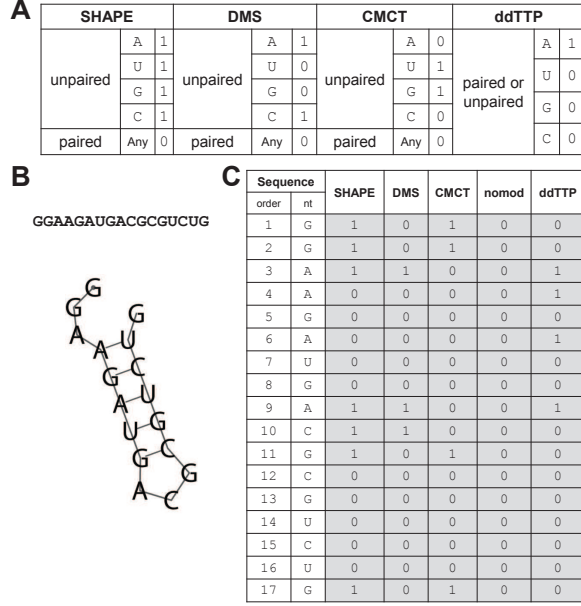 A
SHAPE DMS CMCT ddTTP
unpaired A 1 unpaired A 1 unpaired A 0 paired or unpaired A 1
U 1 U 0 U 1 U 0
G 1 G 0 G 1 G 0
C 1 C 1 C 0 C 0
paired Any 0 paired Any 0 paired Any 0
B
GGAAGAUGACGCGUCUG
G
G G
A A U
G C
A U
U G
G C
A C G
C
Sequence SHAPE DMS CMCT nomod ddTTP
order nt
1 G 1 0 1 0 0
2 G 1 0 1 0 0
3 A 1 1 0 0 1
4 A 0 0 0 0 1
5 G 0 0 0 0 0
6 A 0 0 0 0 1
7 U 0 0 0 0 0
8 G 0 0 0 0 0
9 A 1 1 0 0 1
10 C 1 1 0 0 0
11 G 1 0 1 0 0
12 C 0 0 0 0 0
13 G 0 0 0 0 0
14 U 0 0 0 0 0
15 C 0 0 0 0 0
16 U 0 0 0 0 0
17 G 1 0 1 0 0